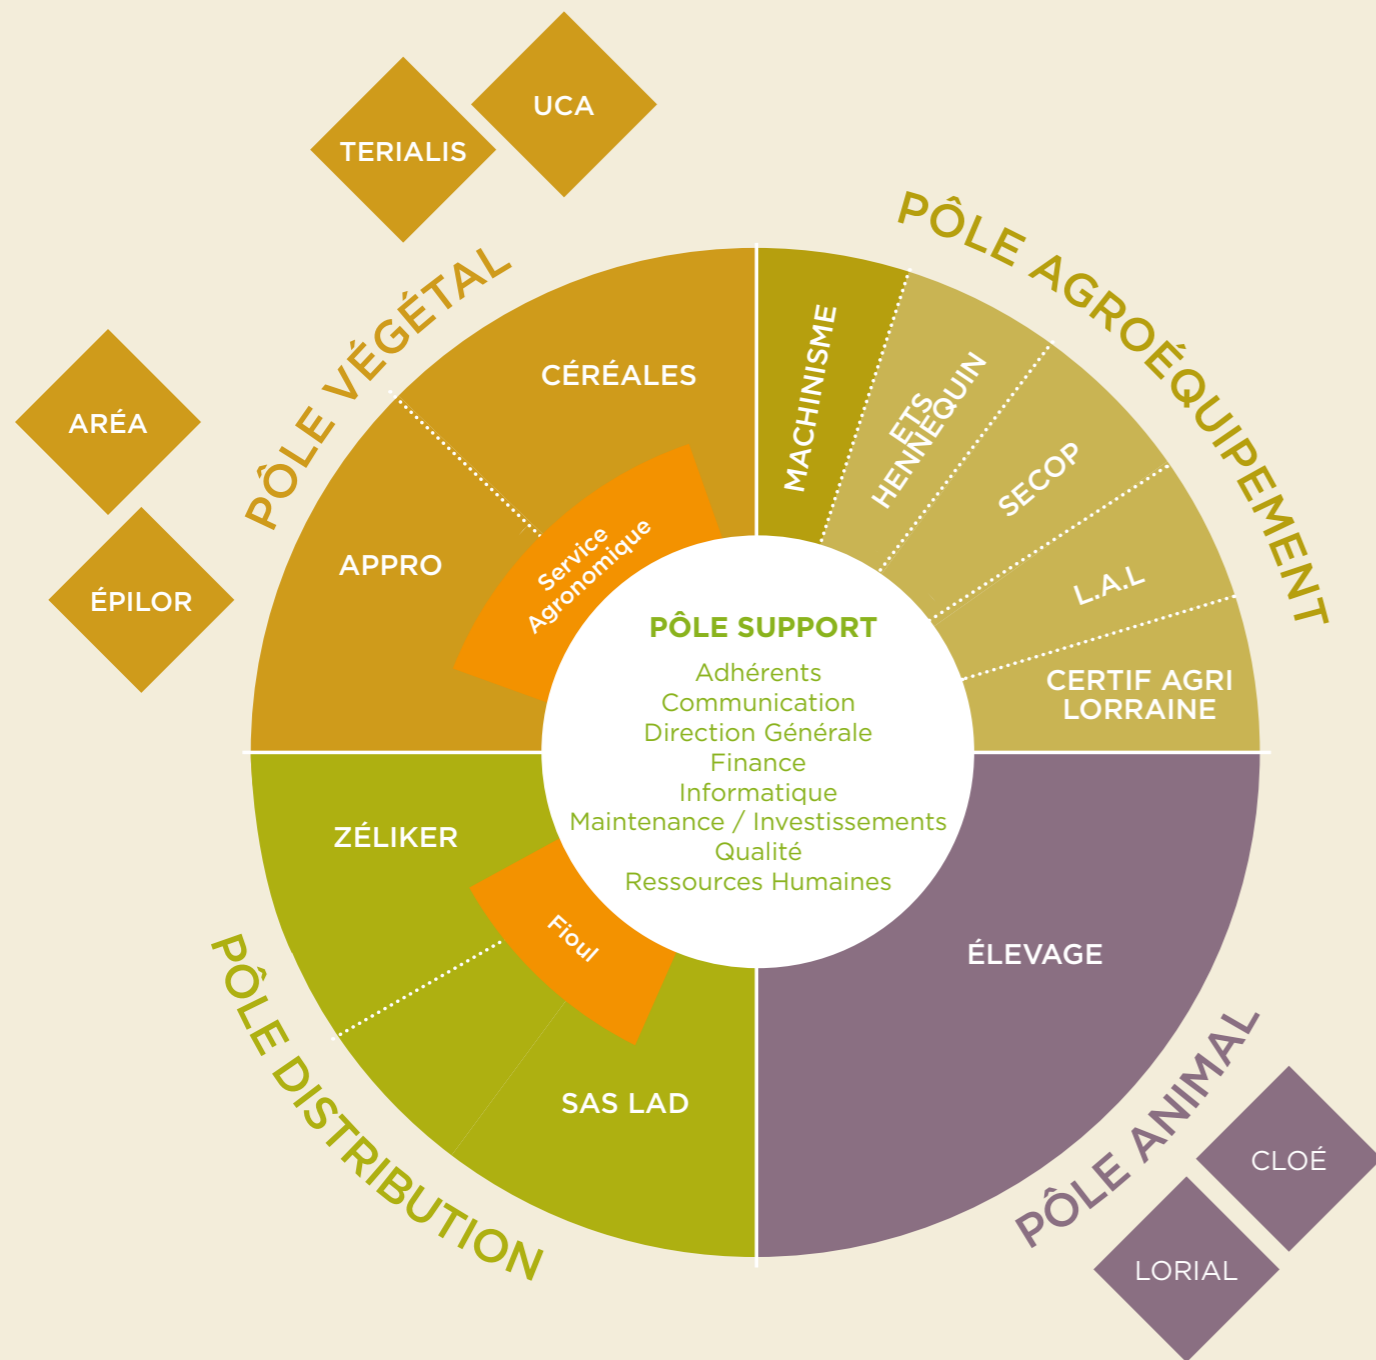 UCA
TERIALIS
ARÉA
ÉPILOR
PÔLE VÉGÉTAL
CÉRÉALES
APPRO
Service
Agronomique
PÔLE AGROÉQUIPEMENT
MACHINISME
ETS
HENNEQUIN
SECOP
L.A.L
CERTIF AGRI
LORRAINE
PÔLE SUPPORT
Adhérents
Communication
Direction Générale
Finance
Informatique
Maintenance / Investissements
Qualité
Ressources Humaines
ZÉLIKER
Fioul
SAS LAD
PÔLE DISTRIBUTION
ÉLEVAGE
PÔLE ANIMAL
CLOÉ
LORIAL